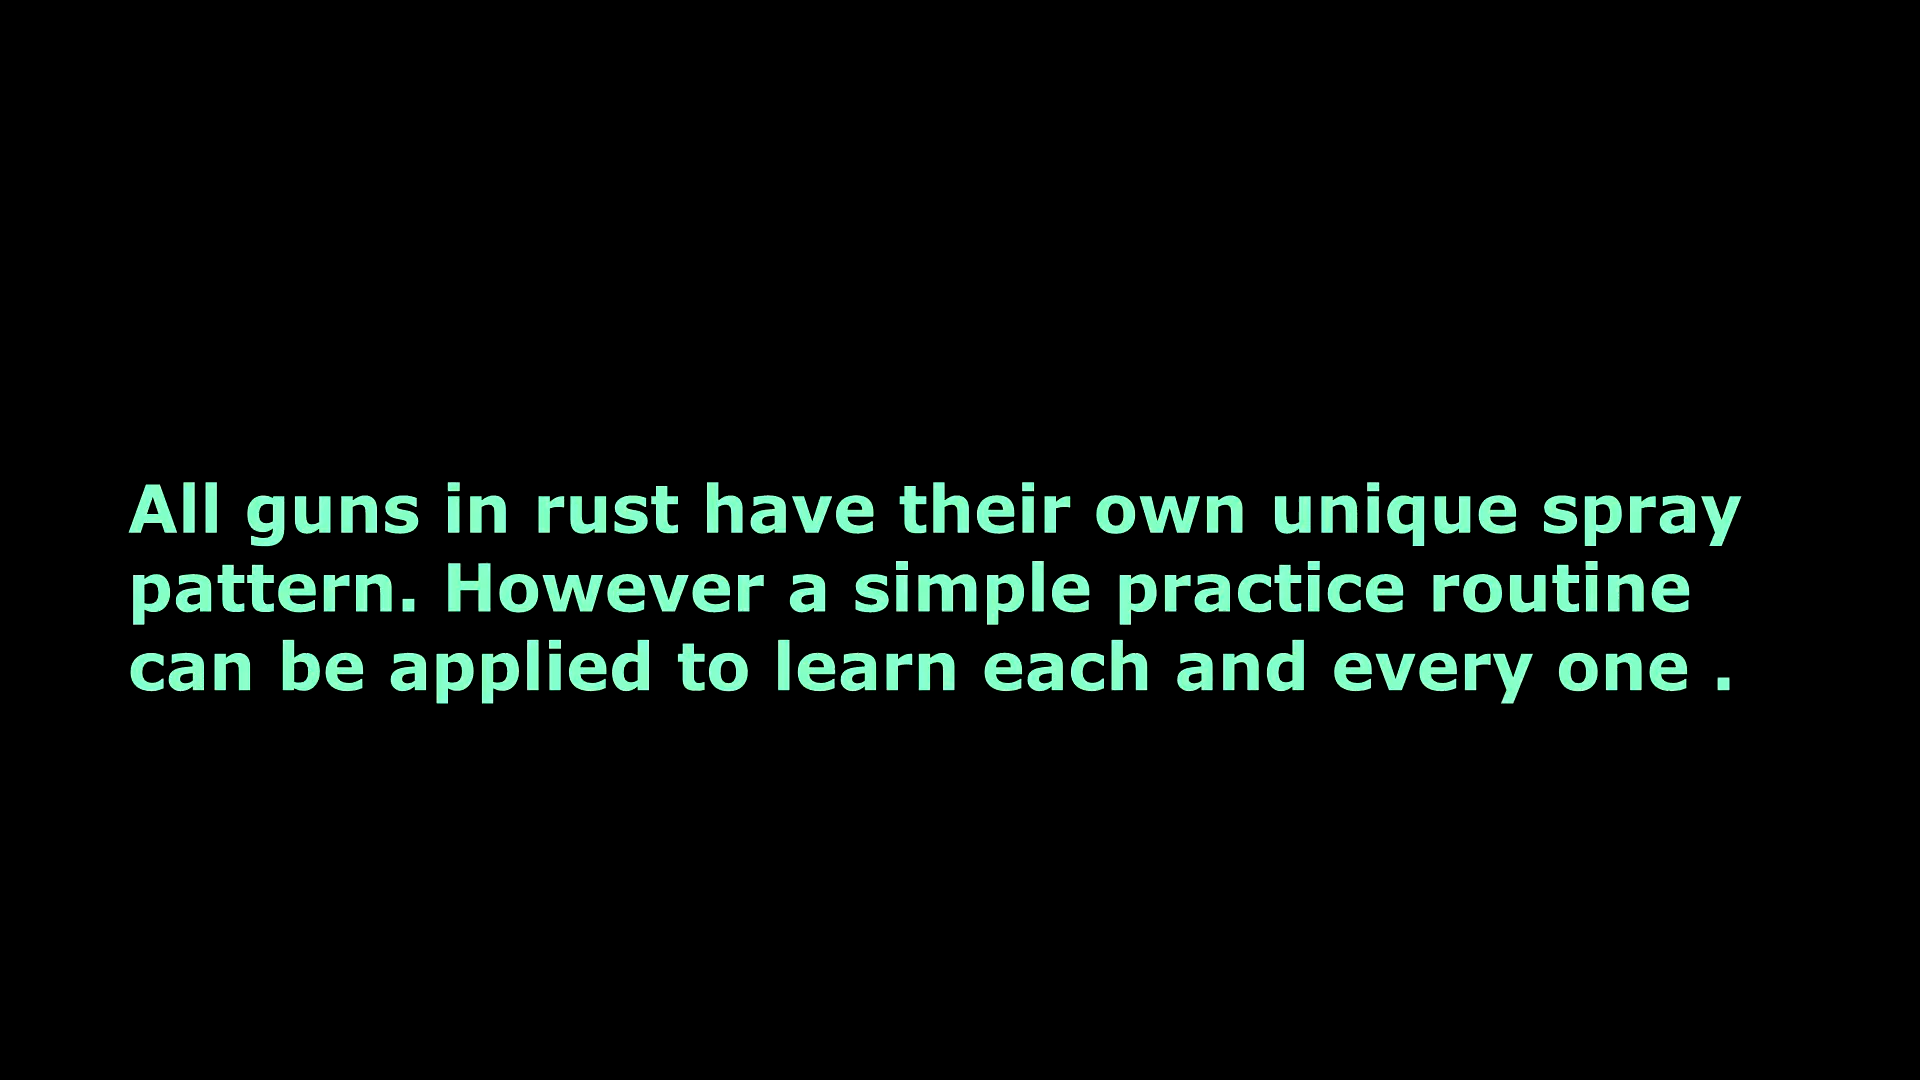 All guns in rust have their own unique spray
pattern. However a simple practice routine
can be applied to learn each and every one .